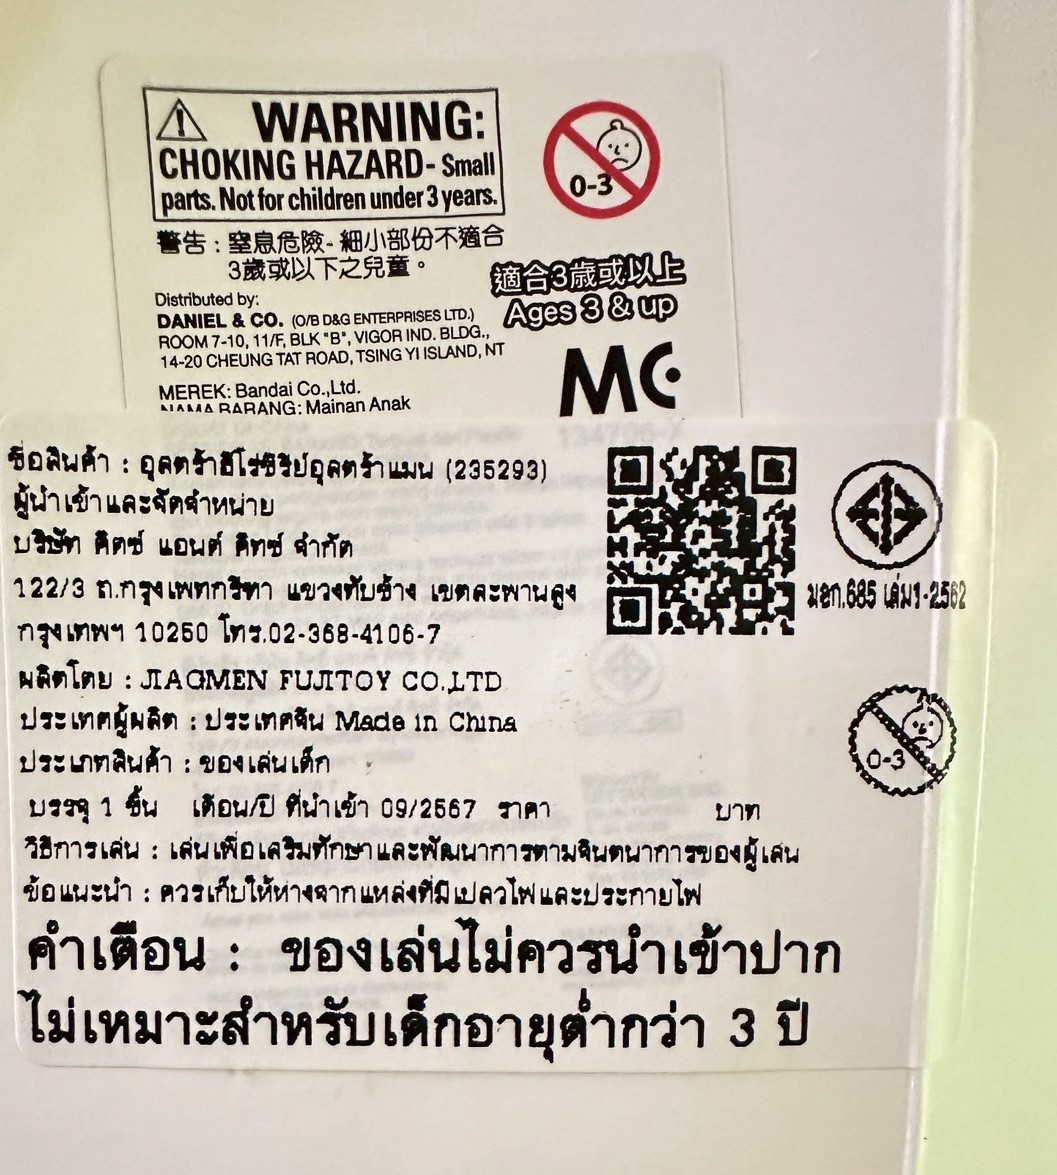 WARNING:
CHOKING HAZARD- Small
parts. Not for children under 3 years.
0-3
警告：窒息危險- 細小部份不適合
3歲或以下之兒童。
適合3歲或以上
Ages 3 & up
Distributed by:
DANIEL & CO. (O/B D&G ENTERPRISES LTD.)
ROOM 7-10, 11/F, BLK "B", VIGOR IND. BLDG.,
14-20 CHEUNG TAT ROAD, TSING YI ISLAND, NT
MC
MEREK: Bandai Co.,Ltd.
NAMA BARANG: Mainan Anak
ชื่อสินค้า : อุลตร้าฮีโร่ซีรีย์อุลตร้าแมน (235293)
ผู้นำเข้าและจัดจำหน่าย
บริษัท คิดซ์ แอนด์ คิทซ์ จำกัด
122/3 ถ.กรุงเทพกรีฑา แขวงทับช้าง เขตสะพานสูง
กรุงเทพฯ 10250 โทร.02-368-4106-7
มอก.685 เล่ม1-2562
ผลิตโดย : JIAQMEN FUJITOY CO.,LTD
ประเทศผู้ผลิต : ประเทศจีน Made in China
ประเภทสินค้า : ของเล่นเด็ก
0-3
บรรจุ 1 ชิ้น เดือน/ปี ที่นำเข้า 09/2567 ราคา บาท
วิธีการเล่น : เล่นเพื่อเสริมทักษาและพัฒนาการตามจินตนาการของผู้เล่น
ข้อแนะนำ : ควรเก็บให้ห่างจากแหล่งที่มีเปลวไฟและประกายไฟ
คำเตือน : ของเล่นไม่ควรนำเข้าปาก
ไม่เหมาะสำหรับเด็กอายุต่ำกว่า 3 ปี